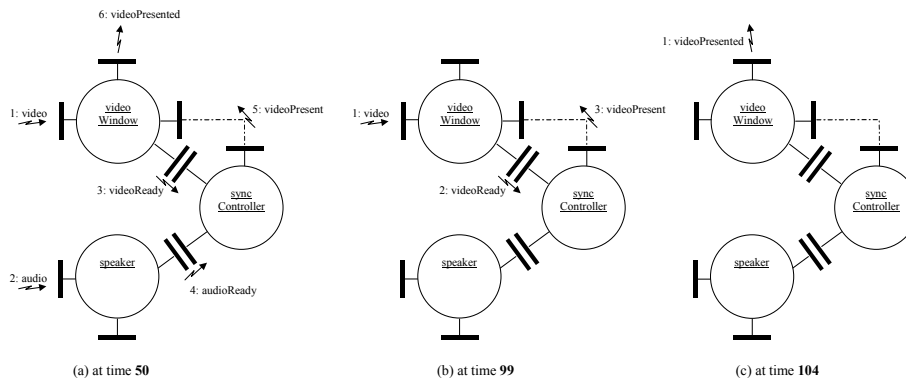 6: videoPresented
video
Window
1: video
5: videoPresent
3: videoReady
sync
Controller
speaker
2: audio
4: audioReady
(a) at time 50
video
Window
1: video
3: videoPresent
2: videoReady
sync
Controller
speaker
(b) at time 99
1: videoPresented
video
Window
sync
Controller
speaker
(c) at time 104